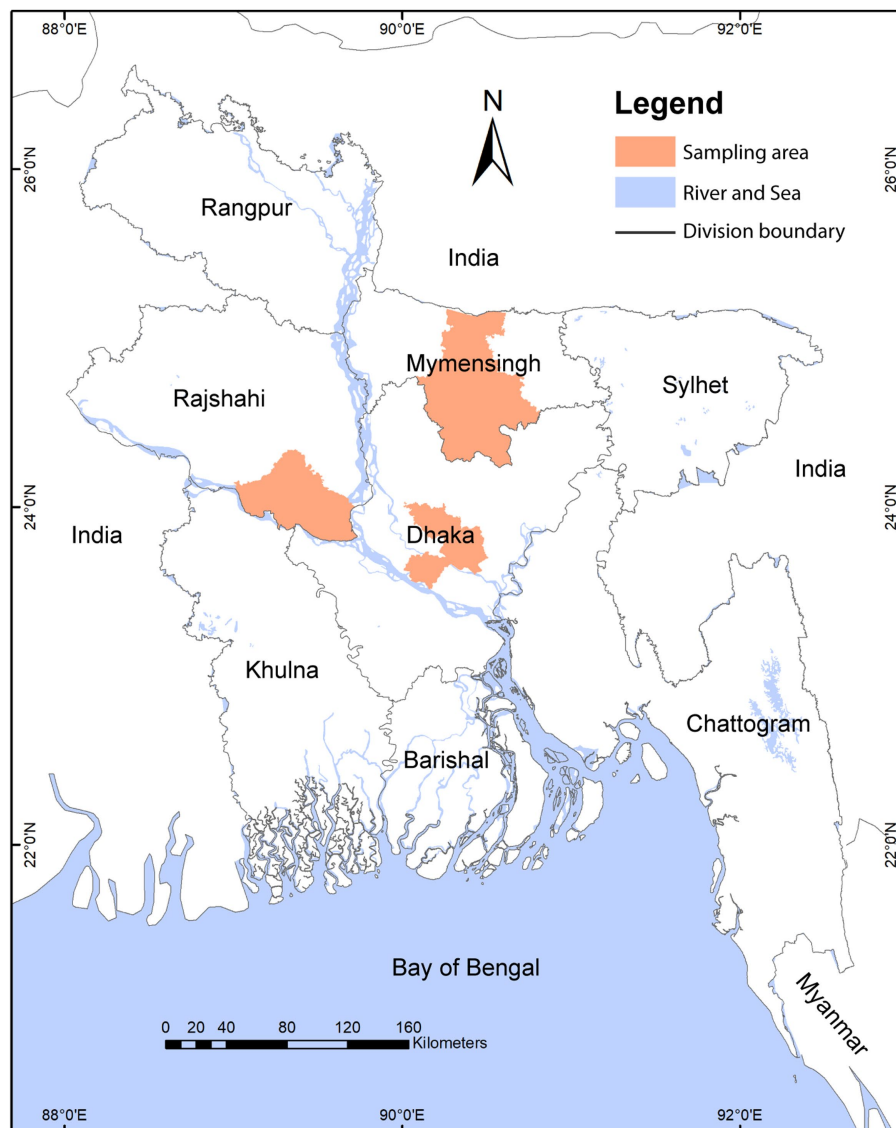 88°0'E 90°0'E 92°0'E
N
Legend
Sampling area
River and Sea
Division boundary
26°0'N 26°0'N
Rangpur
India
Mymensingh
Rajshahi
Sylhet
India
24°0'N 24°0'N
India
Dhaka
Khulna
Chattogram
Barishal
22°0'N 22°0'N
Bay of Bengal
Myanmar
0 20 40 80 120 160
Kilometers
88°0'E 90°0'E 92°0'E